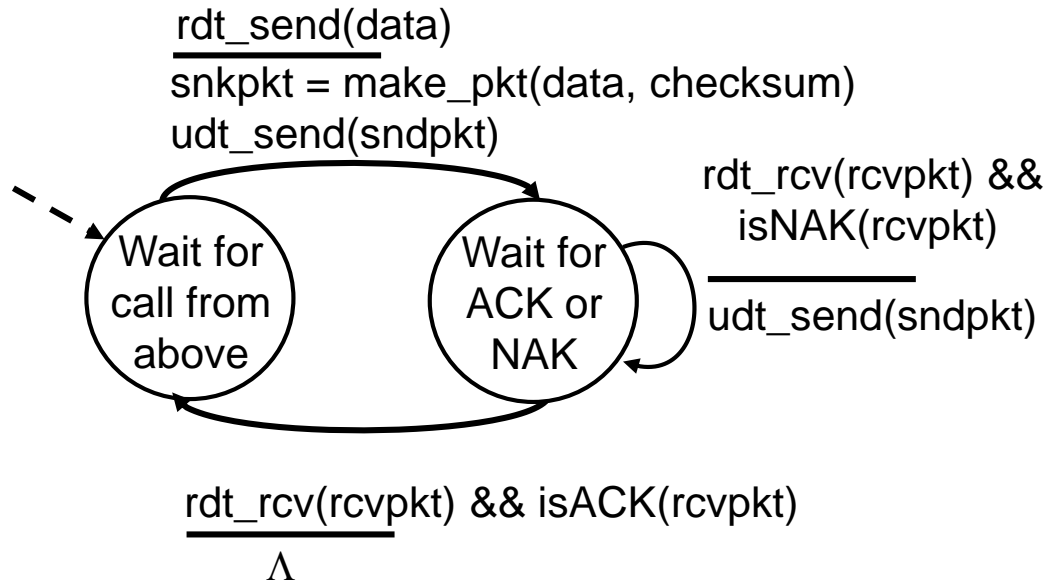 rdt_send(data)
snkpkt = make_pkt(data, checksum)
udt_send(sndpkt)
Wait for
call from
above
Wait for
ACK or
NAK
rdt_rcv(rcvpkt) &&
isNAK(rcvpkt)
udt_send(sndpkt)
rdt_rcv(rcvpkt) && isACK(rcvpkt)
Λ